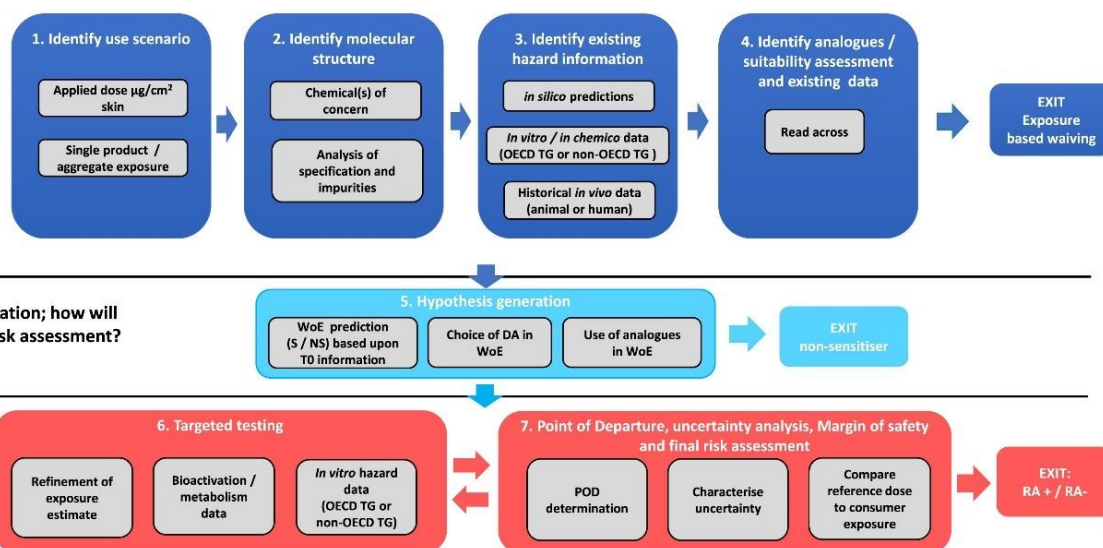 1. Identify use scenario
Applied dose µg/cm²
skin
Single product /
aggregate exposure
2. Identify molecular
structure
Chemical(s) of
concern
Analysis of
specification and
impurities
3. Identify existing
hazard information
in silico predictions
In vitro / in chemico data
(OECD TG or non-OECD TG )
Historical in vivo data
(animal or human)
4. Identify analogues /
suitability assessment
and existing data
Read across
EXIT
Exposure
based waiving
ation; how will
sk assessment?
5. Hypothesis generation
WoE prediction
(S / NS) based upon
T0 information
Choice of DA in
WoE
Use of analogues
in WoE
EXIT
non-sensitiser
6. Targeted testing
Refinement of
exposure
estimate
Bioactivation /
metabolism
data
In vitro hazard
data
(OECD TG or
non-OECD TG)
7. Point of Departure, uncertainty analysis, Margin of safety
and final risk assessment
POD
determination
Characterise
uncertainty
Compare
reference dose
to consumer
exposure
EXIT:
RA + / RA-